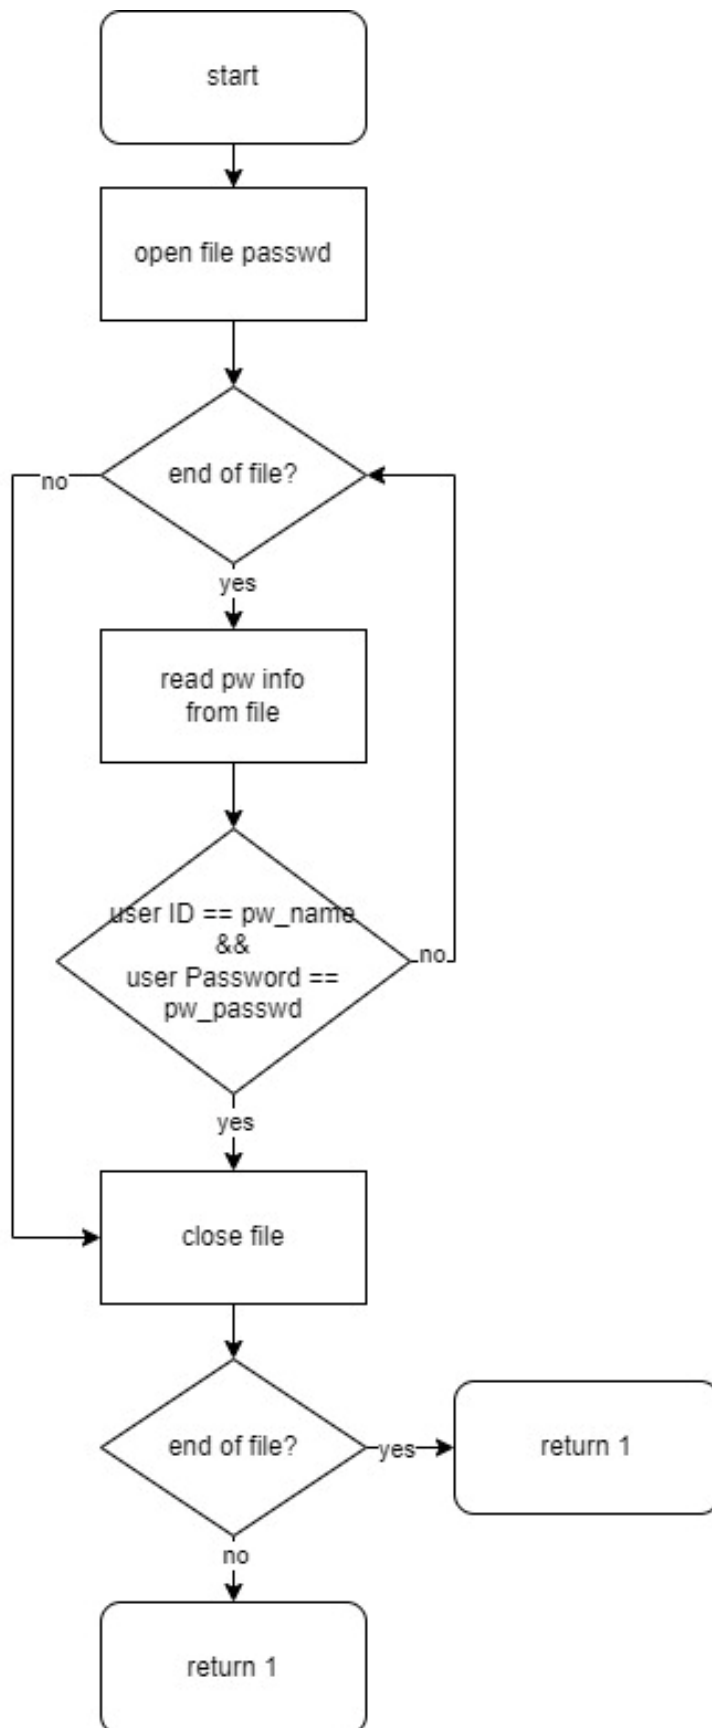 start
open file passwd
end of file?
no
yes
read pw info
from file
user ID == pw_name
&&
user Password ==
pw_passwd
no
yes
close file
end of file?
yes
return 1
no
return 1